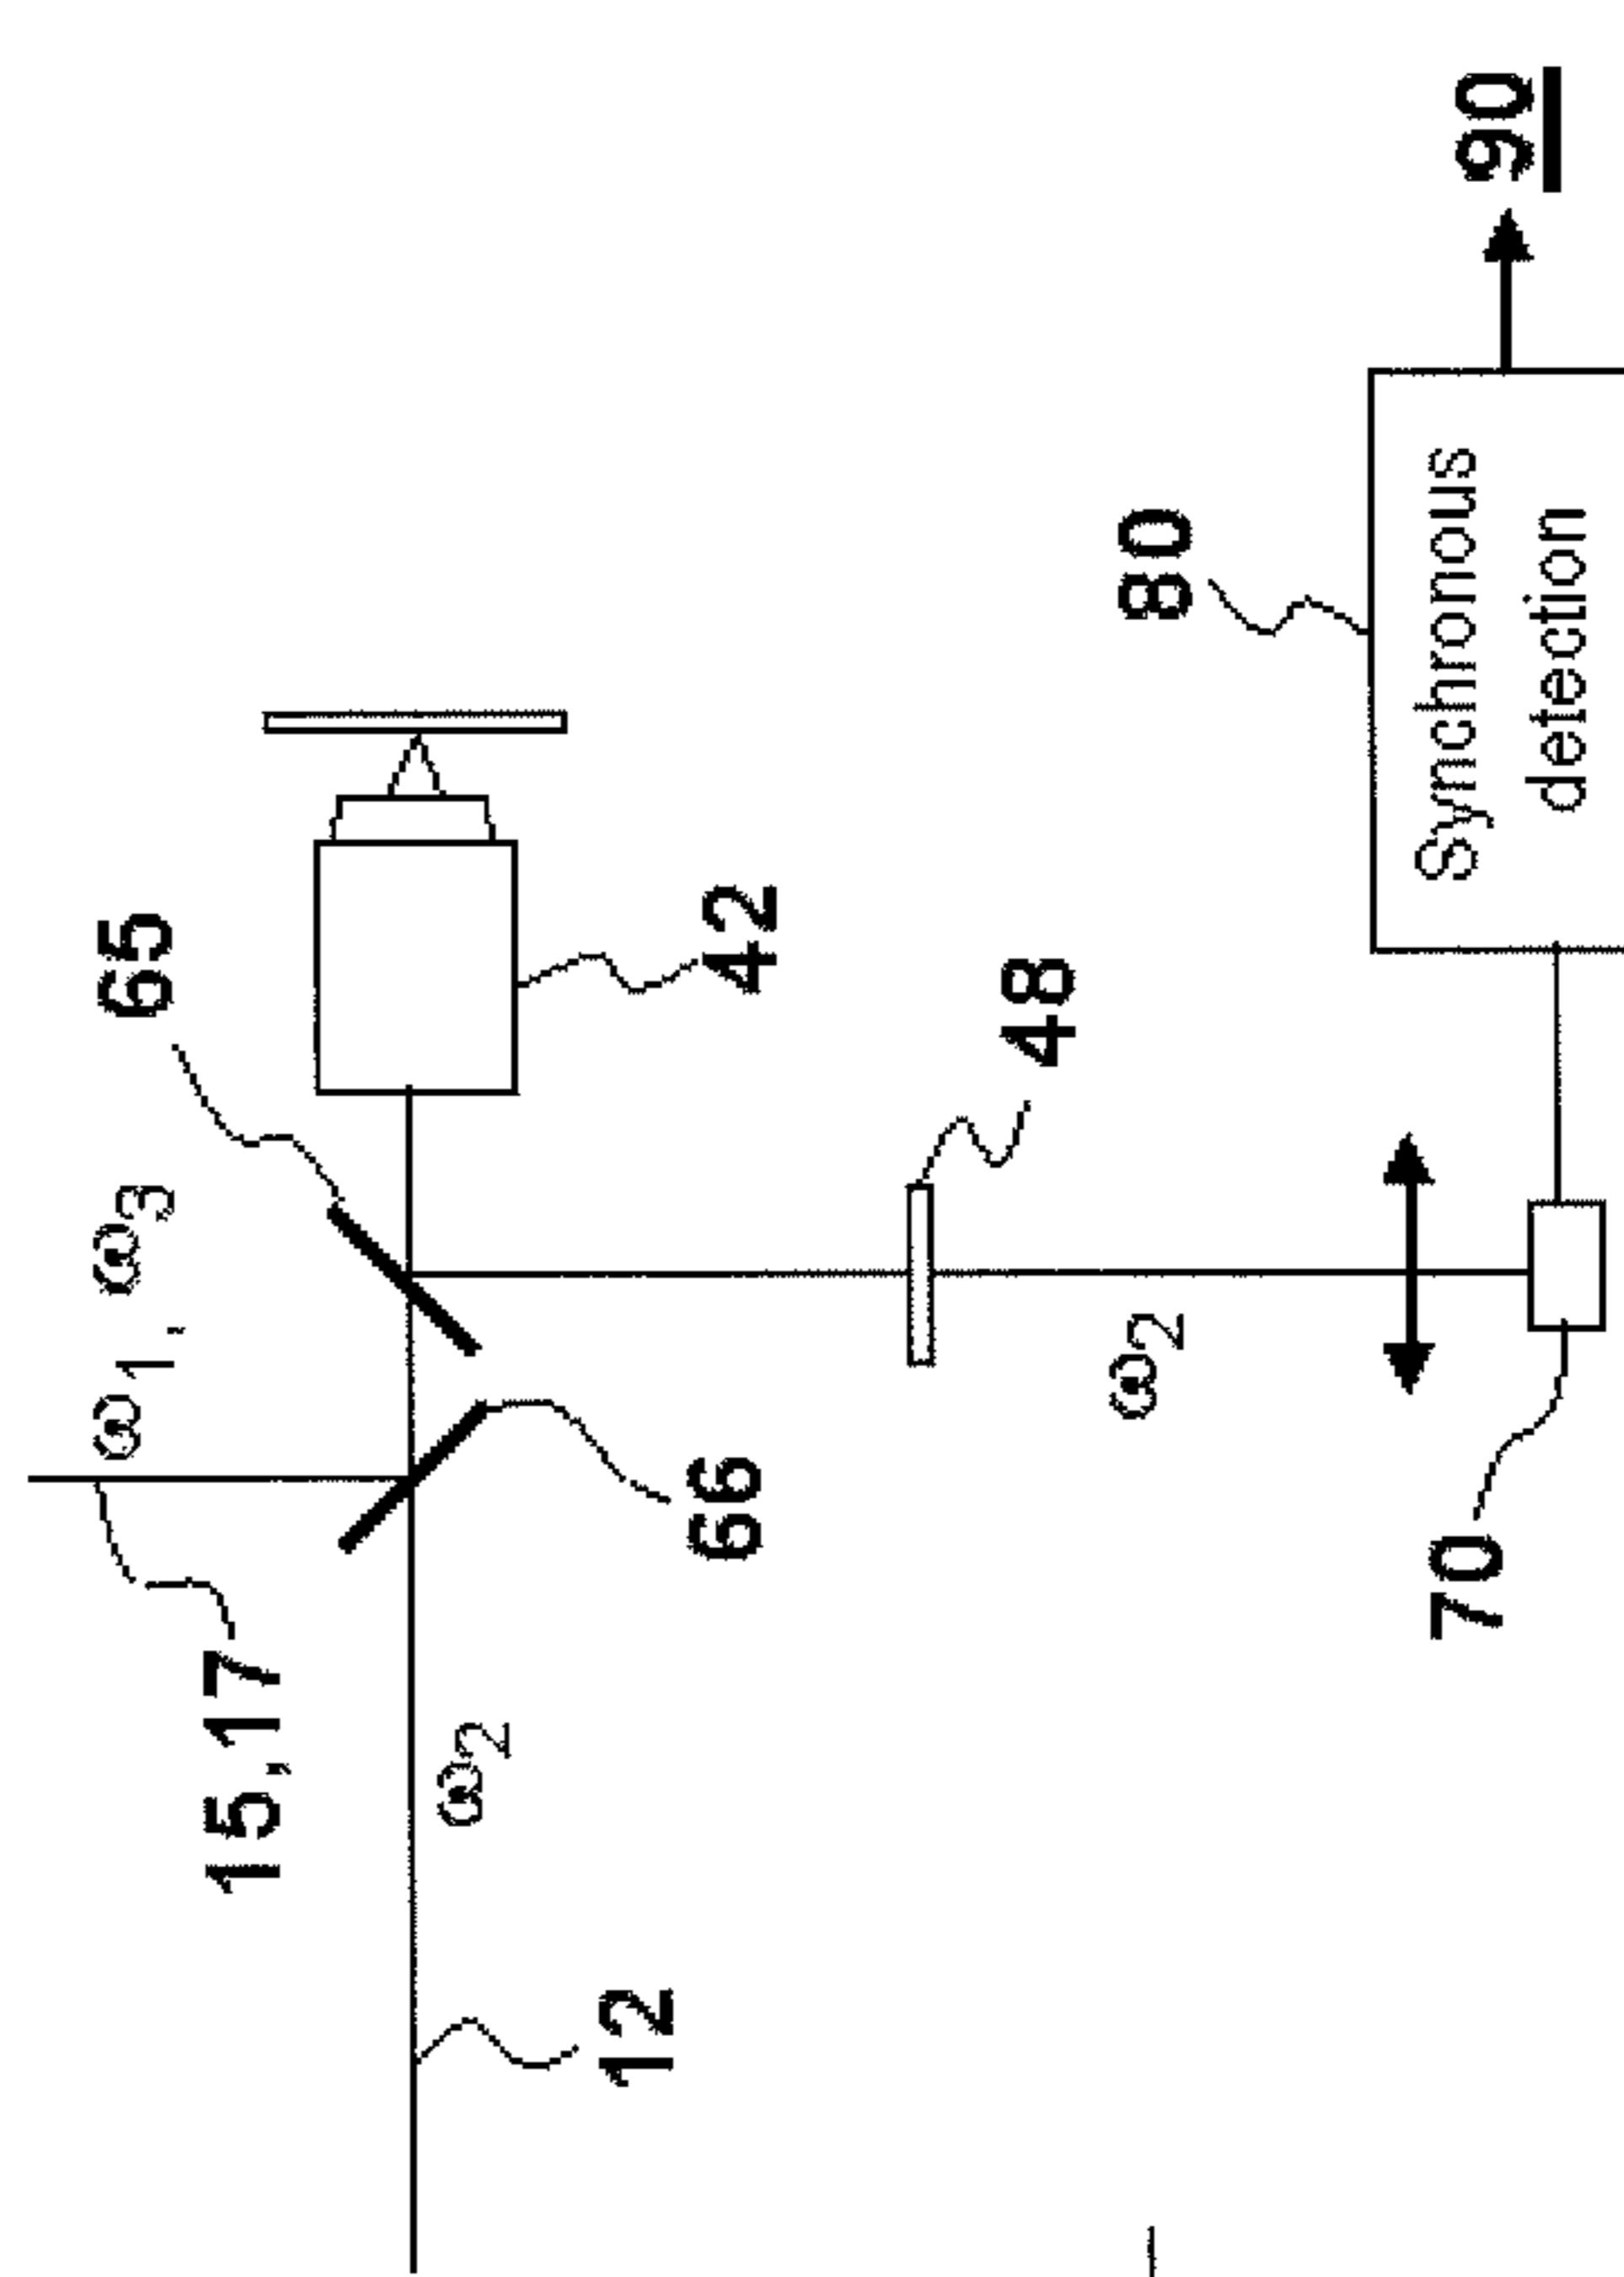 ω1, ω3
65
15,17
ω2
12
66
42
48
ω2
80
70
Synchronous
detection
90